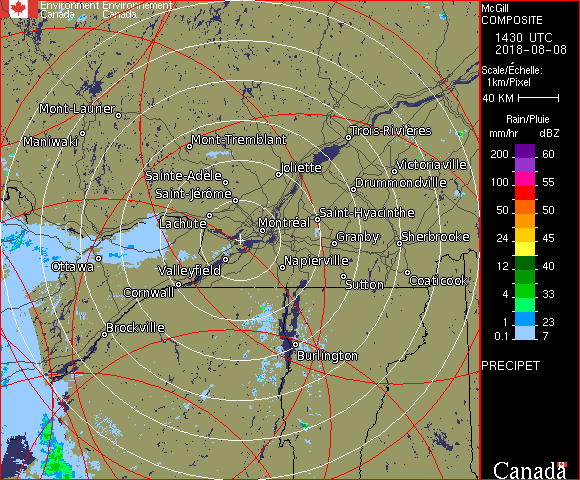 Environment Environnement
Canada Canada
McGill
COMPOSITE
1430 UTC
2018-08-08
Scale/Échelle:
1km/Pixel
40 KM
Rain/Pluie
mm/hr dBZ
200 60
55
100 55
50 50
24 45
12 40
4 33
1 23
0.1 7
PRECIPET
Canada
Mont-Laurier
Maniwaki
Mont-Tremblant
Trois-Rivières
Joliette
Victoriaville
Sainte-Adèle
Drummondville
Saint-Jérôme
Lachute
Saint-Hyacinthe
Montréal
Granby
Sherbrooke
Ottawa
Valleyfield
Napierville
Cornwall
Sutton
Coaticook
Brockville
Burlington